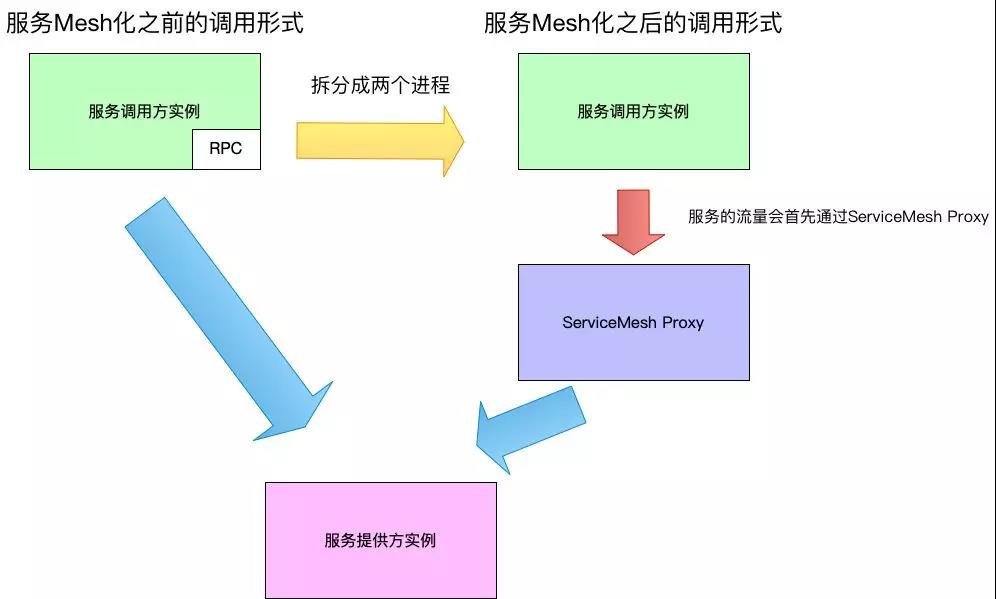 服务Mesh化之前的调用形式
服务Mesh化之后的调用形式
服务调用方实例
RPC
拆分成两个进程
服务调用方实例
服务的流量会首先通过ServiceMesh Proxy
ServiceMesh Proxy
服务提供方实例